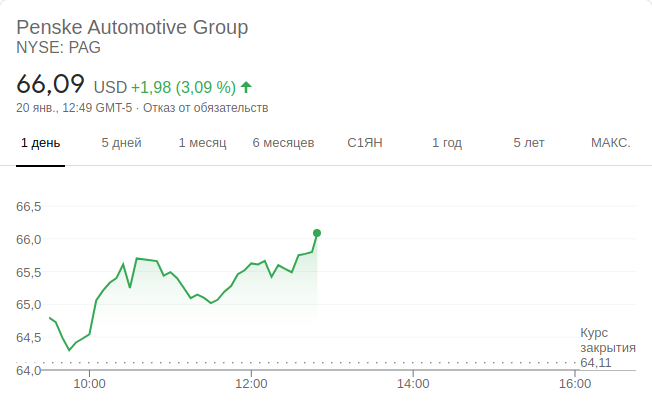 Penske Automotive Group
NYSE: PAG
66,09 USD +1,98 (3,09 %)
20 янв., 12:49 GMT-5 · Отказ от обязательств
1 день 5 дней 1 месяц 6 месяцев С1ЯН 1 год 5 лет МАКС.
66,5
66,0
65,5
65,0
64,5
64,0
Курс
закрытия
64,11
10:00 12:00 14:00 16:00